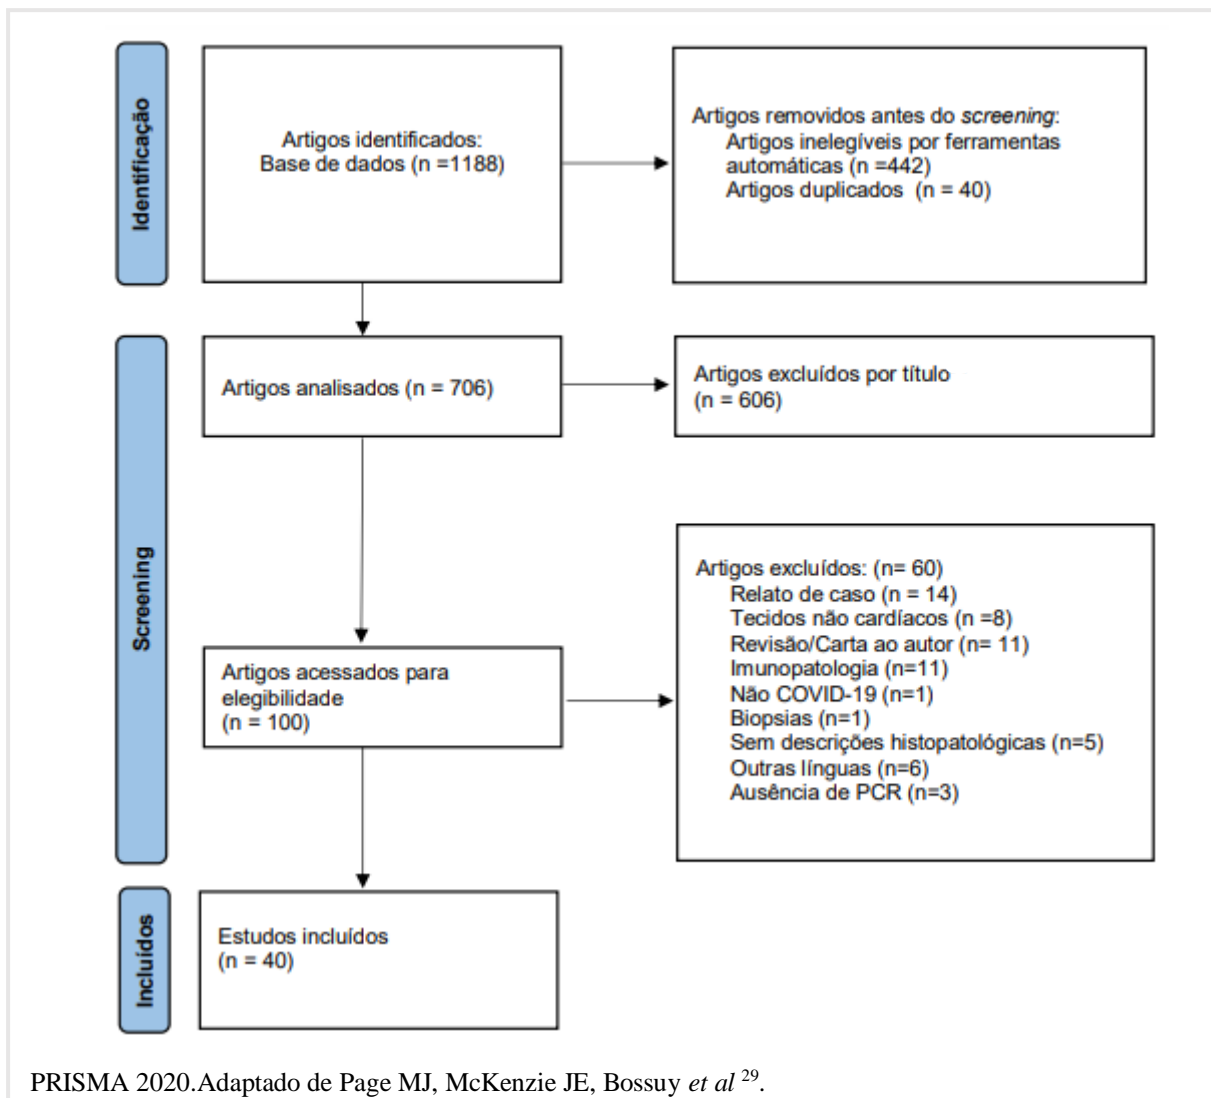 Identificação
Artigos identificados:
Base de dados (n =1188)
Artigos removidos antes do screening:
Artigos inelegíveis por ferramentas
automáticas (n =442)
Artigos duplicados (n = 40)
Screening
Artigos analisados (n = 706)
Artigos excluídos por título
(n = 606)
Artigos acessados para
elegibilidade
(n = 100)
Artigos excluídos: (n= 60)
Relato de caso (n = 14)
Tecidos não cardíacos (n =8)
Revisão/Carta ao autor (n= 11)
Imunopatologia (n=11)
Não COVID-19 (n=1)
Biopsias (n=1)
Sem descrições histopatológicas (n=5)
Outras línguas (n=6)
Ausência de PCR (n=3)
Incluídos
Estudos incluídos
(n = 40)
PRISMA 2020.Adaptado de Page MJ, McKenzie JE, Bossuy et al 29.